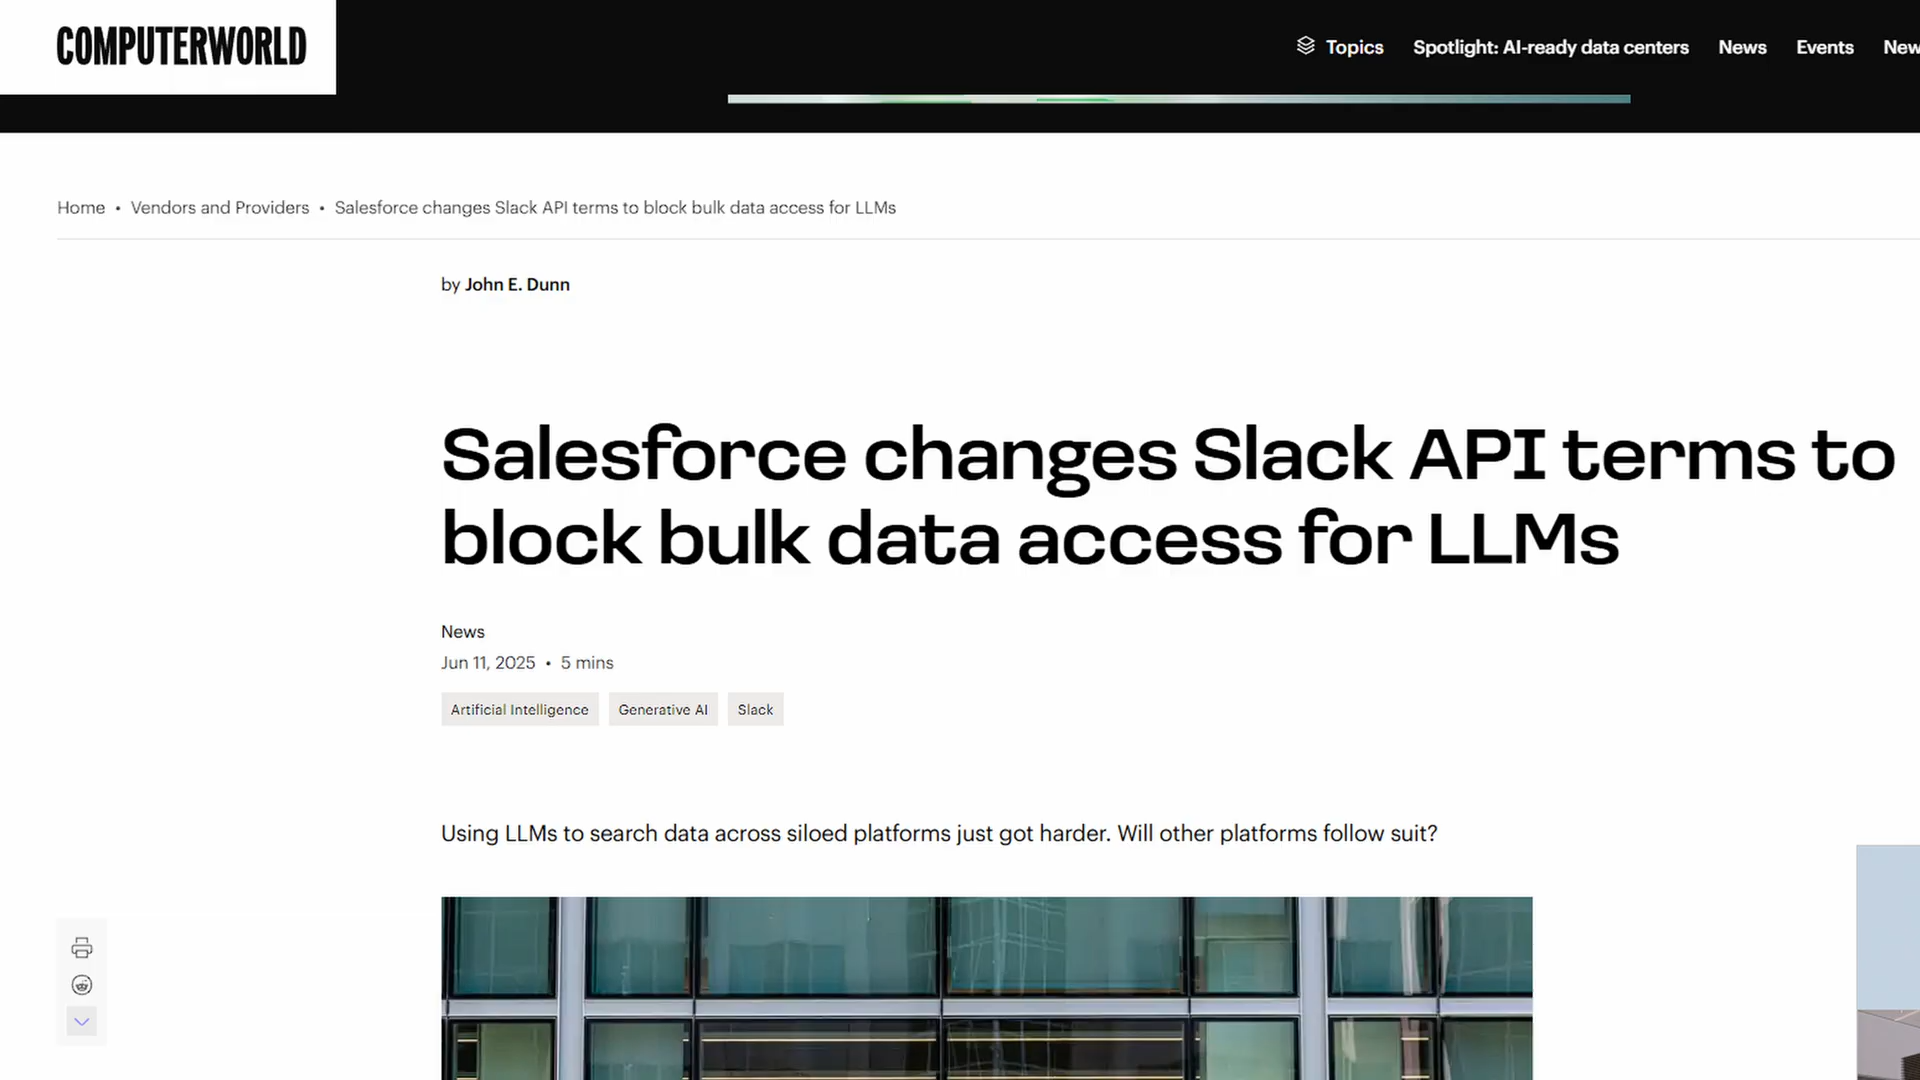 COMPUTERWORLD
Topics Spotlight: AI-ready data centers News Events New
Home • Vendors and Providers • Salesforce changes Slack API terms to block bulk data access for LLMs
by John E. Dunn
Salesforce changes Slack API terms to
block bulk data access for LLMs
News
Jun 11, 2025 • 5 mins
Artificial Intelligence Generative AI Slack
Using LLMs to search data across siloed platforms just got harder. Will other platforms follow suit?